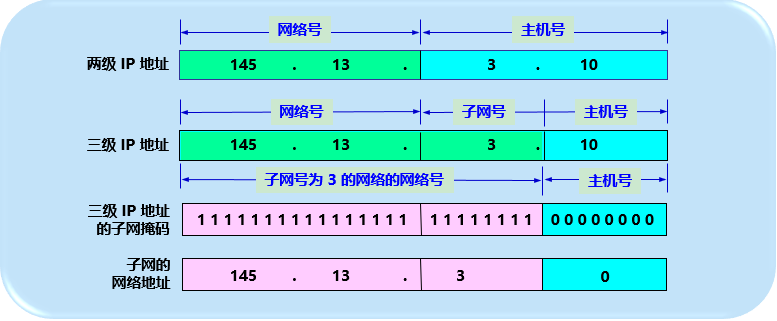 网络号 主机号
两级 IP 地址 145 . 13 . 3 . 10
网络号 子网号 主机号
三级 IP 地址 145 . 13 . 3 . 10
子网号为 3 的网络的网络号 主机号
三级 IP 地址
的子网掩码 1 1 1 1 1 1 1 1 1 1 1 1 1 1 1 1 1 1 1 1 1 1 1 1 0 0 0 0 0 0 0 0
子网的
网络地址 145 . 13 . 3 0